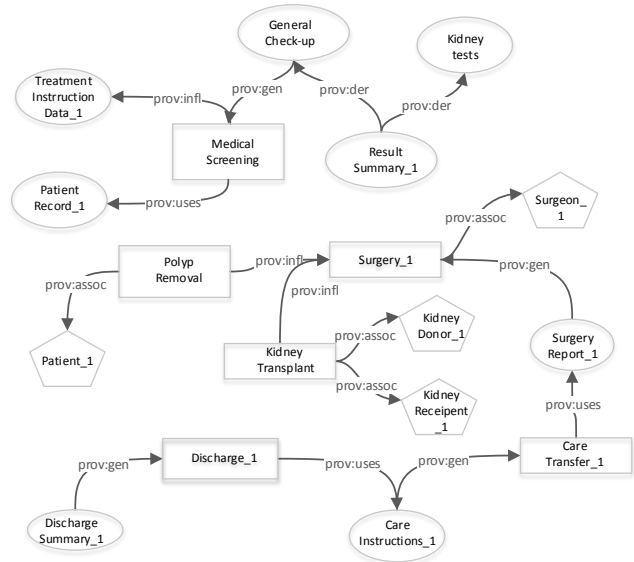 General
Check-up
Kidney
tests
Treatment
Instrruction
Data_1
prov:infl
prov:gen
prov:der
prov:der
Medical
Screening
Result
Summary_1
Patient
Record_1
prov:uses
Surgeon_
1
prov:assoc
Polyp
Removal
prov:infl
Surgery_1
prov:gen
prov:assoc
prov:infl
Kidney
Donor_1
prov:assoc
Patient_1
Kidney
Transplant
Surgery
Report_1
prov:assoc
Kidney
Receipent
_1
prov:uses
Discharge_1
Care
Transfer_1
prov:gen
prov:uses
prov:gen
Discharge
Summary_1
Care
Instructions_1